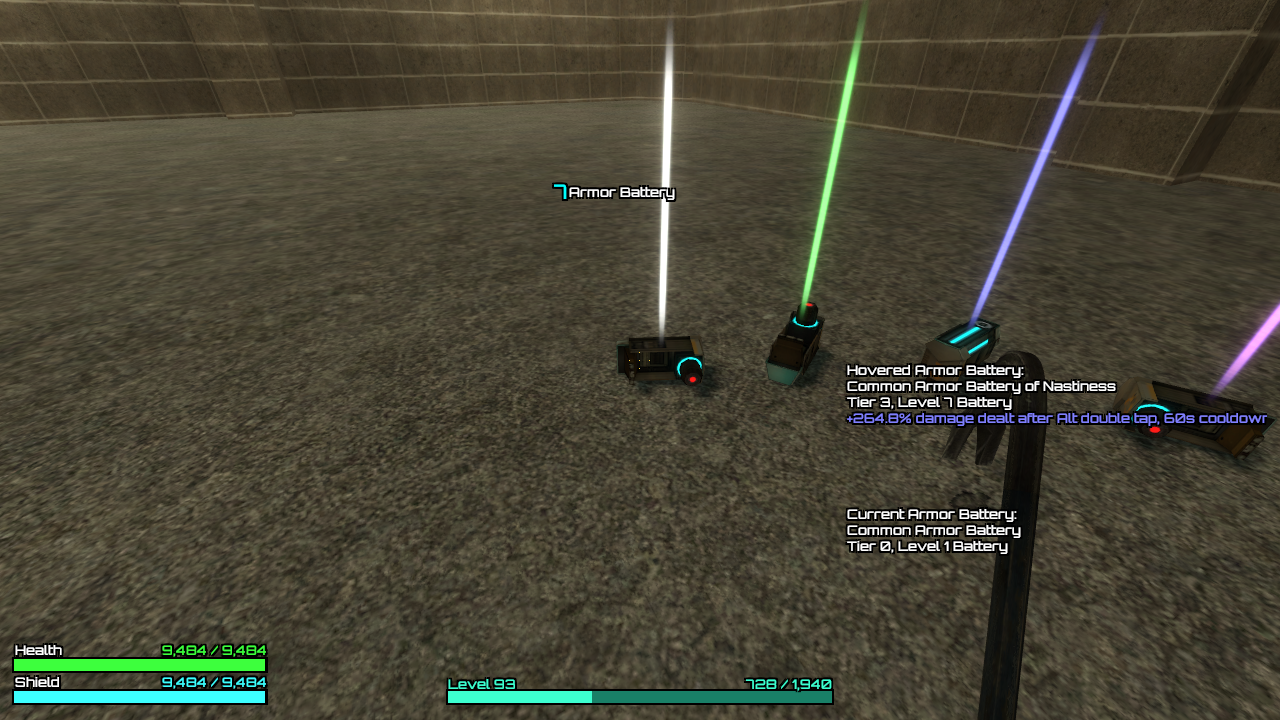 7 Armor Battery
Hovered Armor Battery:
Common Armor Battery of Nastiness
Tier 3, Level 7 Battery
+264.8% damage dealt after Alt double tap, 60s cooldown
Current Armor Battery:
Common Armor Battery
Tier 0, Level 1 Battery
Health 9,484 / 9,484
Shield 9,484 / 9,484
Level 93 728 / 1,940